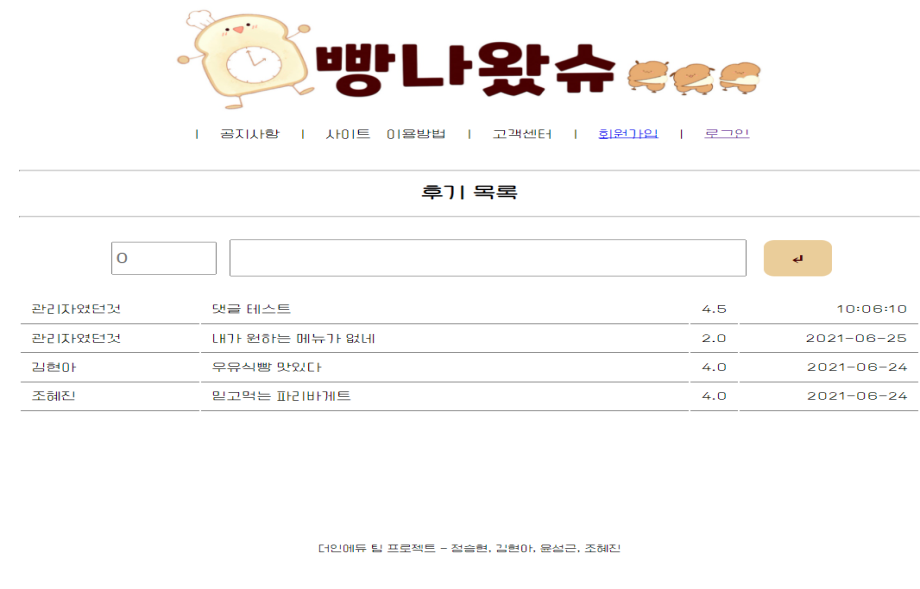 빵나왔슈
| 공지사항 | 사이트 이용방법 | 고객센터 | 회원가입 | 로그인
후기 목록
0
관리자였던것 댓글 테스트 4.5 10:06:10
관리자였던것 내가 원하는 메뉴가 없네 2.0 2021-06-25
김현아 우유식빵 맛있다 4.0 2021-06-24
조혜진 믿고먹는 파리바게트 4.0 2021-06-24
더인에듀 팀 프로젝트 - 정슬현, 김현아, 윤설근, 조혜진